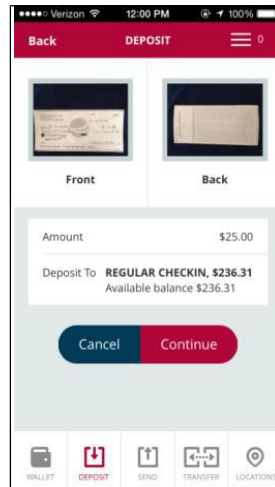 Verizon 12:00 PM 100%
Back DEPOSIT 0
Front Back
Amount $25.00
Deposit To REGULAR CHECKIN, $236.31
Available balance $236.31
Cancel Continue
WALLET DEPOSIT SEND TRANSFER LOCATIONS